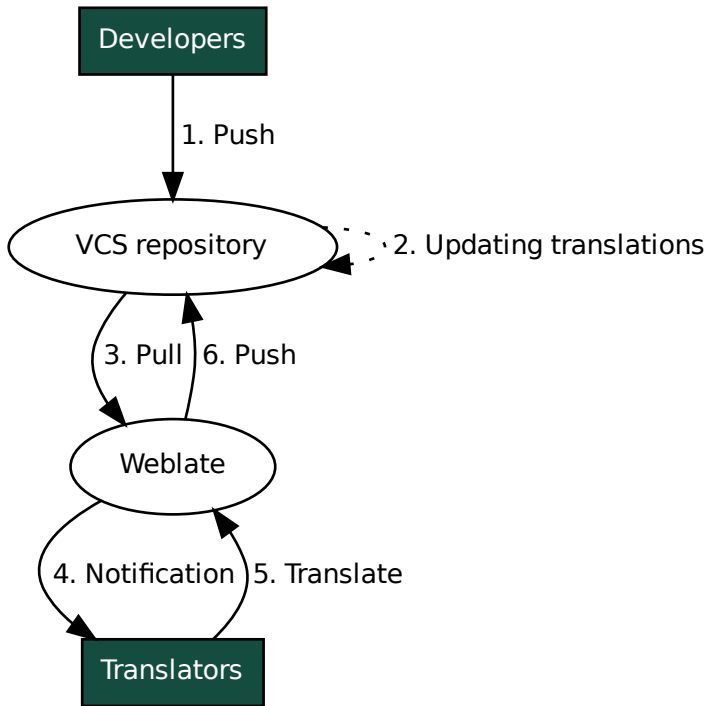 Developers
1. Push
VCS repository
2. Updating translations
3. Pull
6. Push
Weblate
4. Notification
5. Translate
Translators